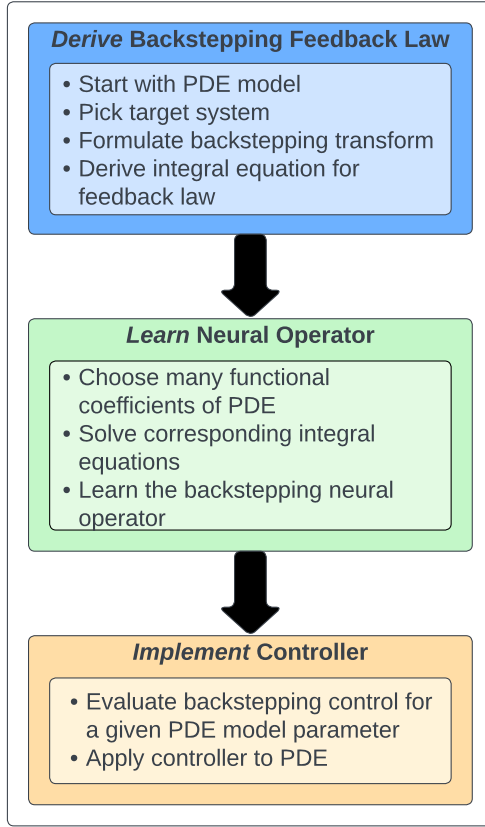 Derive Backstepping Feedback Law
• Start with PDE model
• Pick target system
• Formulate backstepping transform
• Derive integral equation for
feedback law
Learn Neural Operator
• Choose many functional
coefficients of PDE
• Solve corresponding integral
equations
• Learn the backstepping neural
operator
Implement Controller
• Evaluate backstepping control for
a given PDE model parameter
• Apply controller to PDE